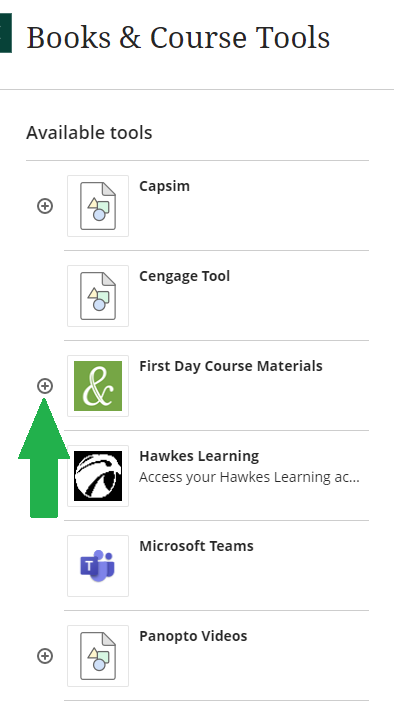 Books & Course Tools
Available tools
Capsim
Cengage Tool
First Day Course Materials
&
Hawkes Learning
Access your Hawkes Learning ac...
Microsoft Teams
T
Panopto Videos